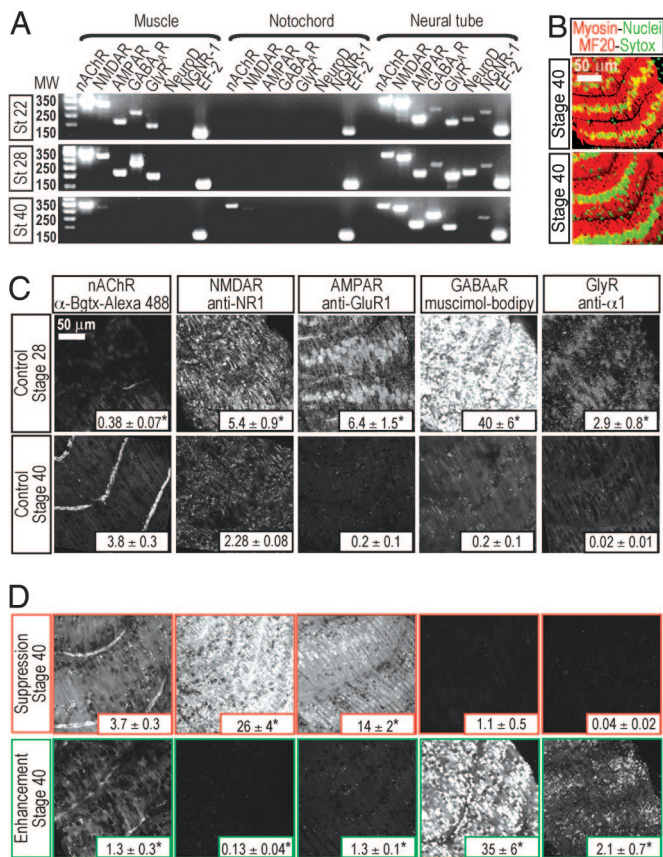 A
Muscle Notochord Neural tube
nAChR NMDAR AMPAR GABAAR GlyR NeuroD NGNR-1 EF-2 nAChR NMDAR AMPAR GABAAR GlyR NeuroD NGNR-1 EF-2 nAChR NMDAR AMPAR GABAAR GlyR NeuroD NGNR-1 EF-2
MW
St 22
350
250
150
St 28
350
250
150
St 40
350
250
150
B
Myosin-Nuclei
MF20-Sytox
50 µm
Stage 40
Stage 40
C
nAChR
α-Bgtx-Alexa 488
NMDAR
anti-NR1
AMPAR
anti-GluR1
GABAAR
muscimol-bodipy
GlyR
anti-α1
Control
Stage 28
50 µm
0.38 ± 0.07*
5.4 ± 0.9*
6.4 ± 1.5*
40 ± 6*
2.9 ± 0.8*
Control
Stage 40
3.8 ± 0.3
2.28 ± 0.08
0.2 ± 0.1
0.2 ± 0.1
0.02 ± 0.01
D
Suppression
Stage 40
3.7 ± 0.3
26 ± 4*
14 ± 2*
1.1 ± 0.5
0.04 ± 0.02
Enhancement
Stage 40
1.3 ± 0.3*
0.13 ± 0.04*
1.3 ± 0.1*
35 ± 6*
2.1 ± 0.7*